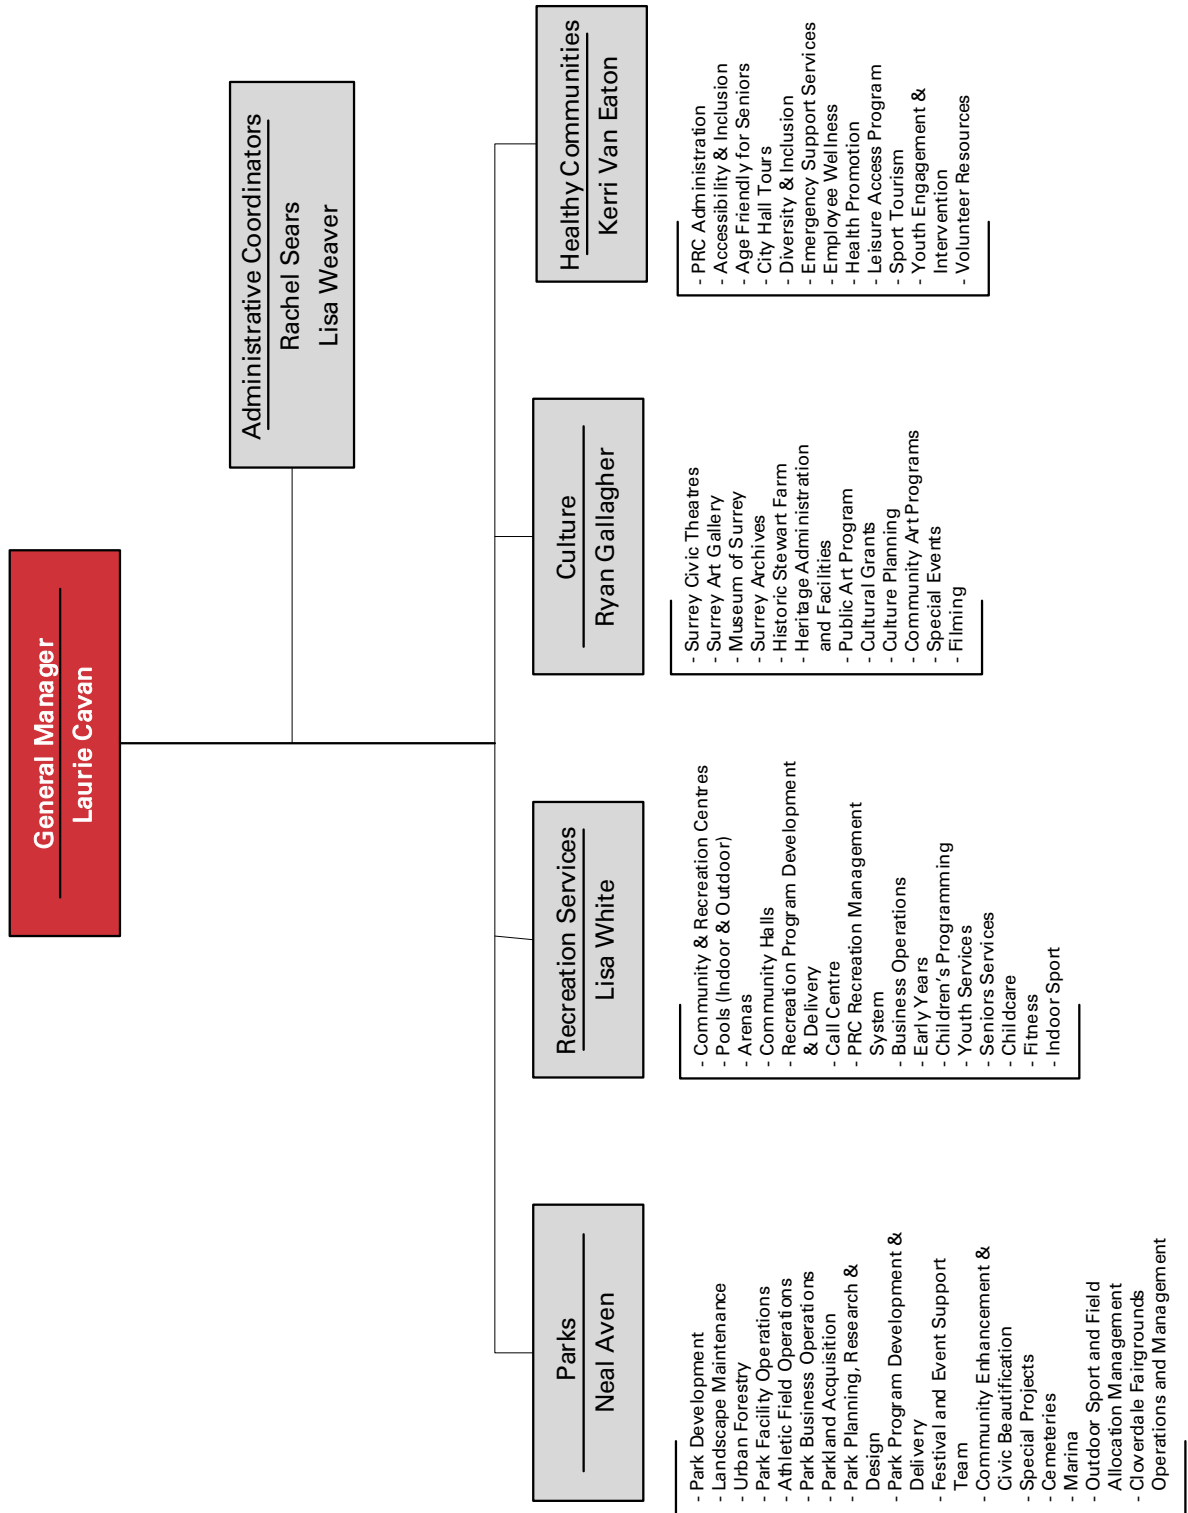 General Manager
Laurie Cavan
Administrative Coordinators
Rachel Sears
Lisa Weaver
Parks
Neal Aven
- Park Development
- Landscape Maintenance
- Urban Forestry
- Park Facility Operations
- Athletic Field Operations
- Park Business Operations
- Parkland Acquisition
- Park Planning, Research &
Design
- Park Program Development &
Delivery
- Festival and Event Support
Team
- Community Enhancement &
Civic Beautification
- Special Projects
- Cemeteries
- Marina
- Outdoor Sport and Field
Allocation Management
- Cloverdale Fairgrounds
Operations and Management
Recreation Services
Lisa White
- Community & Recreation Centres
- Pools (Indoor & Outdoor)
- Arenas
- Community Halls
- Recreation Program Development
& Delivery
- Call Centre
- PRC Recreation Management
System
- Business Operations
- Early Years
- Children’s Programming
- Youth Services
- Seniors Services
- Childcare
- Fitness
- Indoor Sport
Culture
Ryan Gallagher
- Surrey Civic Theatres
- Surrey Art Gallery
- Museum of Surrey
- Surrey Archives
- Historic Stewart Farm
- Heritage Administration
and Facilities
- Public Art Program
- Cultural Grants
- Culture Planning
- Community Art Programs
- Special Events
- Filming
Healthy Communities
Kerri Van Eaton
- PRC Administration
- Accessibility & Inclusion
- Age Friendly for Seniors
- City Hall Tours
- Diversity & Inclusion
- Emergency Support Services
- Employee Wellness
- Health Promotion
- Leisure Access Program
- Sport Tourism
- Youth Engagement &
Intervention
- Volunteer Resources